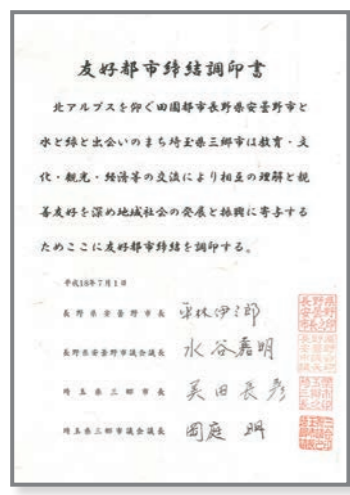 友好都市締結調印書
北アルプスを仰ぐ田園都市長野県安曇野市と
水と緑と出会いのまち埼玉県三郷市は教育・文
化・観光・経済等の交流により相互の理解と親
善友好を深め地域社会の発展と振興に寄与する
ためここに友好都市締結を調印する。
平成18年7月1日
長野県安曇野市長 平林伊三郎
長野県安曇野市議会議長 水谷嘉明
埼玉県三郷市長 美田長彦
埼玉県三郷市議会議長 岡庭明